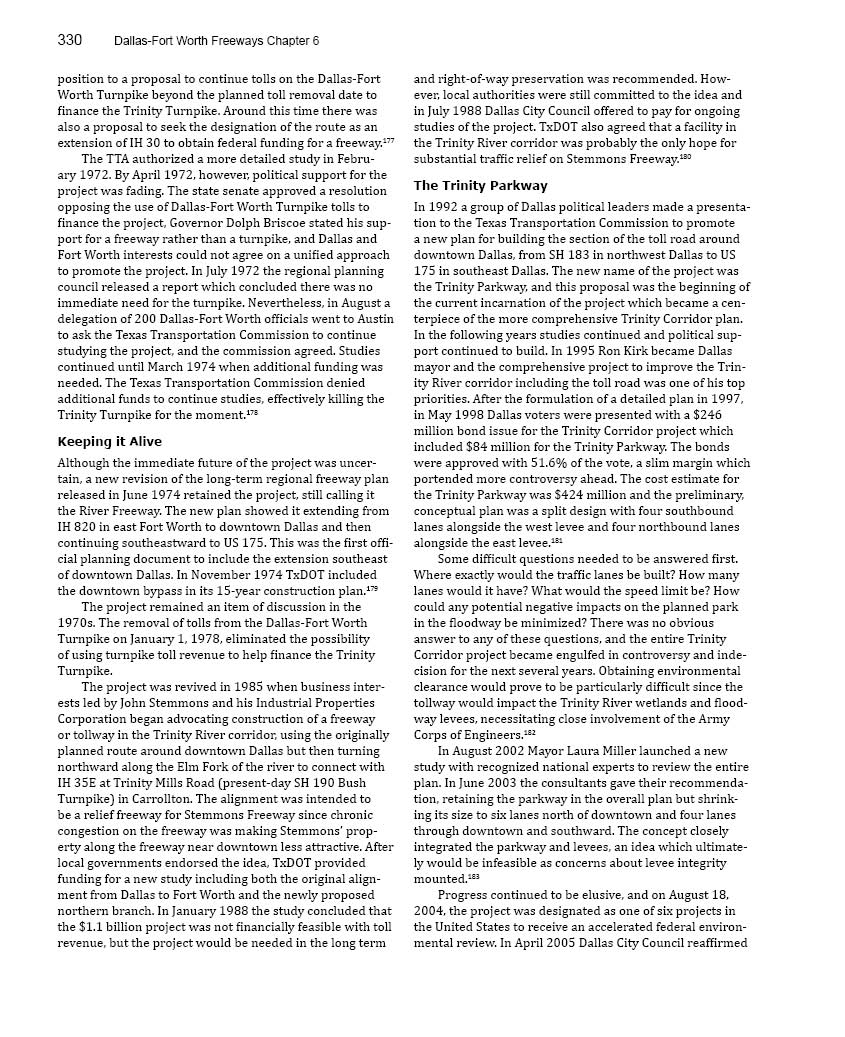 330 Dallas-Fort Worth Freeways Chapter 6
position to a proposal to continue tolls on the Dallas-Fort
Worth Turnpike beyond the planned toll removal date to
finance the Trinity Turnpike. Around this time there was
also a proposal to seek the designation of the route as an
extension of IH 30 to obtain federal funding for a freeway.¹⁷⁷
The TTA authorized a more detailed study in Febru-
ary 1972. By April 1972, however, political support for the
project was fading. The state senate approved a resolution
opposing the use of Dallas-Fort Worth Turnpike tolls to
finance the project, Governor Dolph Briscoe stated his sup-
port for a freeway rather than a turnpike, and Dallas and
Fort Worth interests could not agree on a unified approach
to promote the project. In July 1972 the regional planning
council released a report which concluded there was no
immediate need for the turnpike. Nevertheless, in August a
delegation of 200 Dallas-Fort Worth officials went to Austin
to ask the Texas Transportation Commission to continue
studying the project, and the commission agreed. Studies
continued until March 1974 when additional funding was
needed. The Texas Transportation Commission denied
additional funds to continue studies, effectively killing the
Trinity Turnpike for the moment.¹⁷⁸
Keeping it Alive
Although the immediate future of the project was uncer-
tain, a new revision of the long-term regional freeway plan
released in June 1974 retained the project, still calling it
the River Freeway. The new plan showed it extending from
IH 820 in east Fort Worth to downtown Dallas and then
continuing southeastward to US 175. This was the first offi-
cial planning document to include the extension southeast
of downtown Dallas. In November 1974 TxDOT included
the downtown bypass in its 15-year construction plan.¹⁷⁹
The project remained an item of discussion in the
1970s. The removal of tolls from the Dallas-Fort Worth
Turnpike on January 1, 1978, eliminated the possibility
of using turnpike toll revenue to help finance the Trinity
Turnpike.
The project was revived in 1985 when business inter-
ests led by John Stemmons and his Industrial Properties
Corporation began advocating construction of a freeway
or tollway in the Trinity River corridor, using the originally
planned route around downtown Dallas but then turning
northward along the Elm Fork of the river to connect with
IH 35E at Trinity Mills Road (present-day SH 190 Bush
Turnpike) in Carrollton. The alignment was intended to
be a relief freeway for Stemmons Freeway since chronic
congestion on the freeway was making Stemmons' prop-
erty along the freeway near downtown less attractive. After
local governments endorsed the idea, TxDOT provided
funding for a new study including both the original align-
ment from Dallas to Fort Worth and the newly proposed
northern branch. In January 1988 the study concluded that
the $1.1 billion project was not financially feasible with toll
revenue, but the project would be needed in the long term
and right-of-way preservation was recommended. How-
ever, local authorities were still committed to the idea and
in July 1988 Dallas City Council offered to pay for ongoing
studies of the project. TxDOT also agreed that a facility in
the Trinity River corridor was probably the only hope for
substantial traffic relief on Stemmons Freeway.¹⁸⁰
The Trinity Parkway
In 1992 a group of Dallas political leaders made a presenta-
tion to the Texas Transportation Commission to promote
a new plan for building the section of the toll road around
downtown Dallas, from SH 183 in northwest Dallas to US
175 in southeast Dallas. The new name of the project was
the Trinity Parkway, and this proposal was the beginning of
the current incarnation of the project which became a cen-
terpiece of the more comprehensive Trinity Corridor plan.
In the following years studies continued and political sup-
port continued to build. In 1995 Ron Kirk became Dallas
mayor and the comprehensive project to improve the Trin-
ity River corridor including the toll road was one of his top
priorities. After the formulation of a detailed plan in 1997,
in May 1998 Dallas voters were presented with a $246
million bond issue for the Trinity Corridor project which
included $84 million for the Trinity Parkway. The bonds
were approved with 51.6% of the vote, a slim margin which
portended more controversy ahead. The cost estimate for
the Trinity Parkway was $424 million and the preliminary,
conceptual plan was a split design with four southbound
lanes alongside the west levee and four northbound lanes
alongside the east levee.¹⁸¹
Some difficult questions needed to be answered first.
Where exactly would the traffic lanes be built? How many
lanes would it have? What would the speed limit be? How
could any potential negative impacts on the planned park
in the floodway be minimized? There was no obvious
answer to any of these questions, and the entire Trinity
Corridor project became engulfed in controversy and inde-
cision for the next several years. Obtaining environmental
clearance would prove to be particularly difficult since the
tollway would impact the Trinity River wetlands and flood-
way levees, necessitating close involvement of the Army
Corps of Engineers.¹⁸²
In August 2002 Mayor Laura Miller launched a new
study with recognized national experts to review the entire
plan. In June 2003 the consultants gave their recommenda-
tion, retaining the parkway in the overall plan but shrink-
ing its size to six lanes north of downtown and four lanes
through downtown and southward. The concept closely
integrated the parkway and levees, an idea which ultimate-
ly would be infeasible as concerns about levee integrity
mounted.¹⁸³
Progress continued to be elusive, and on August 18,
2004, the project was designated as one of six projects in
the United States to receive an accelerated federal environ-
mental review. In April 2005 Dallas City Council reaffirmed